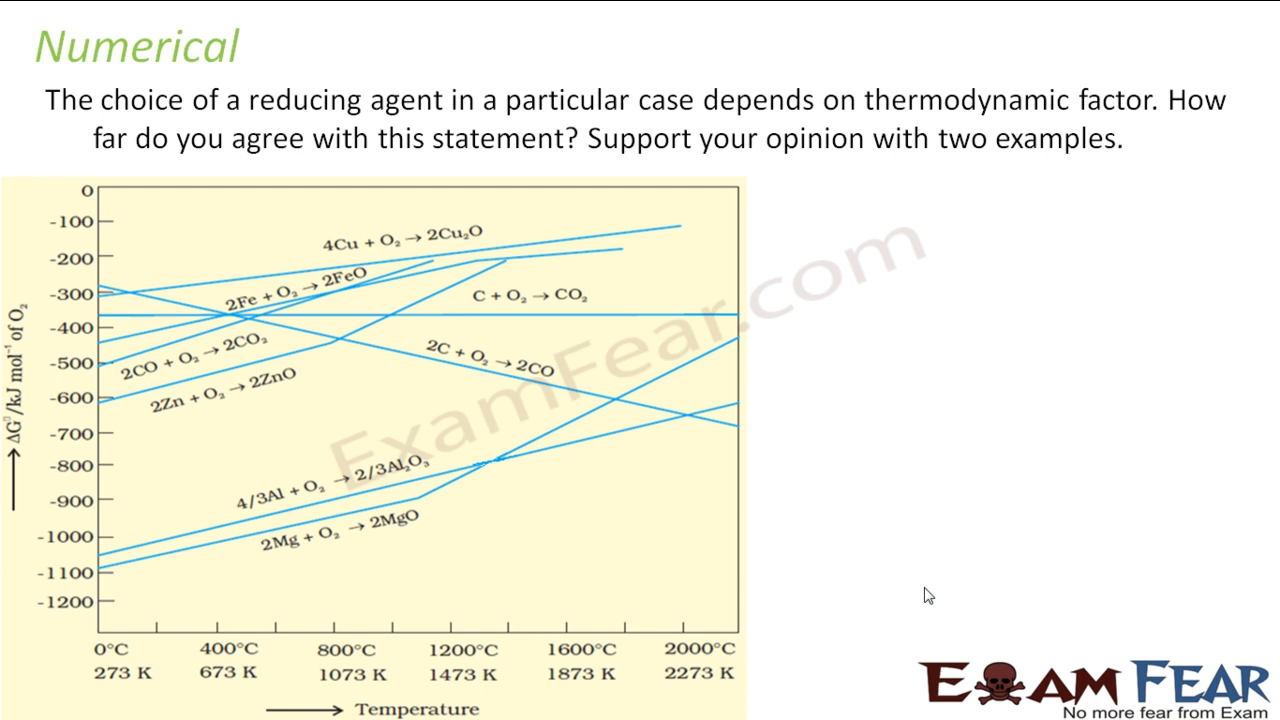 Numerical
The choice of a reducing agent in a particular case depends on thermodynamic factor. How
far do you agree with this statement? Support your opinion with two examples.
0
-100
-200
-300
-400
-500
-600
-700
-800
-900
-1000
-1100
-1200
ΔG⌷/kJ mol⁻¹ of O₂
4Cu + O₂ → 2Cu₂O
2Fe + O₂ → 2FeO
C + O₂ → CO₂
2CO + O₂ → 2CO₂
2C + O₂ → 2CO
2Zn + O₂ → 2ZnO
4/3Al + O₂ → 2/3Al₂O₃
2Mg + O₂ → 2MgO
0°C 400°C 800°C 1200°C 1600°C 2000°C
273 K 673 K 1073 K 1473 K 1873 K 2273 K
Temperature
ExamFear.com
EXAM FEAR
No more fear from Exam